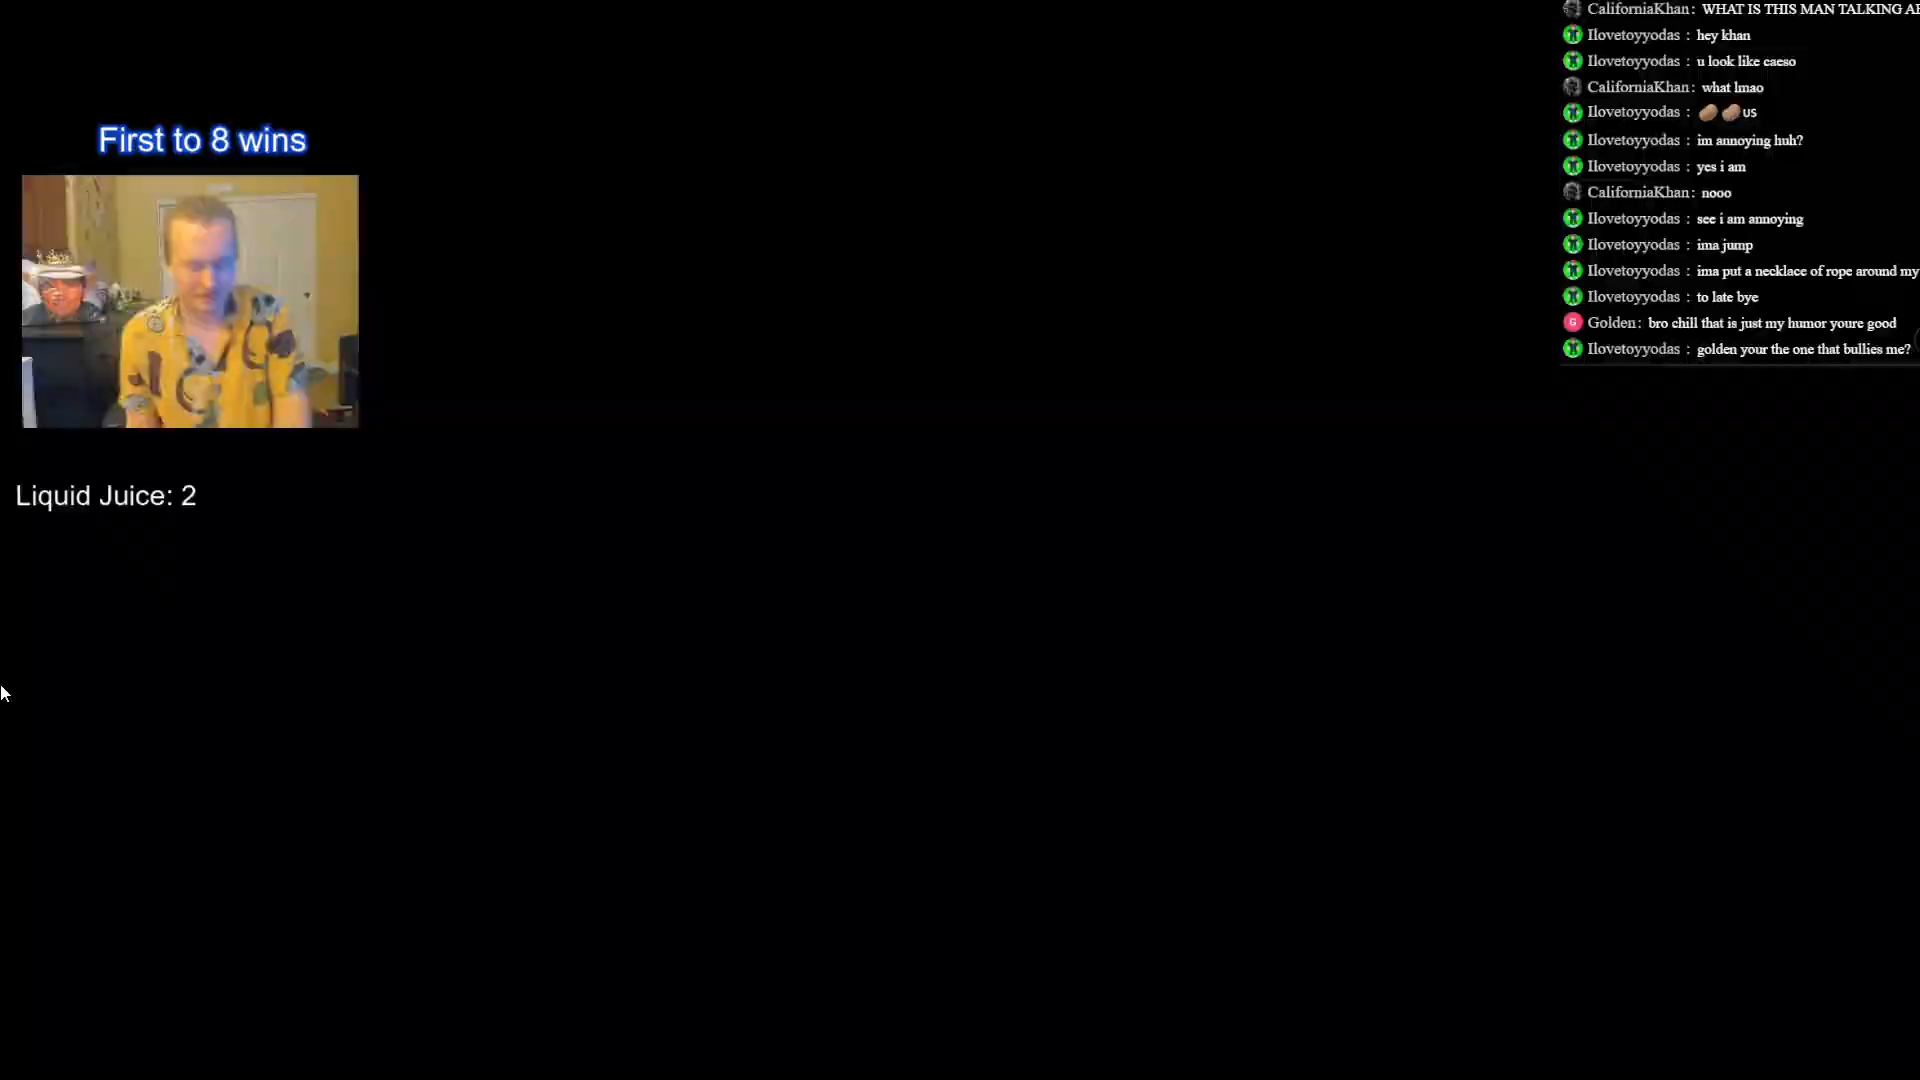 First to 8 wins
Liquid Juice: 2
CaliforniaKhan: WHAT IS THIS MAN TALKING
Ilovetoyyodas : hey khan
Ilovetoyyodas : u look like caeso
CaliforniaKhan: what lmao
Ilovetoyyodas : 🥔🥔us
Ilovetoyyodas : im annoying huh?
Ilovetoyyodas : yes i am
CaliforniaKhan: nooo
Ilovetoyyodas : see i am annoying
Ilovetoyyodas : ima jump
Ilovetoyyodas : ima put a necklace of rope around my
Ilovetoyyodas : to late bye
G Golden: bro chill that is just my humor youre good
Ilovetoyyodas : golden your the one that bullies me?